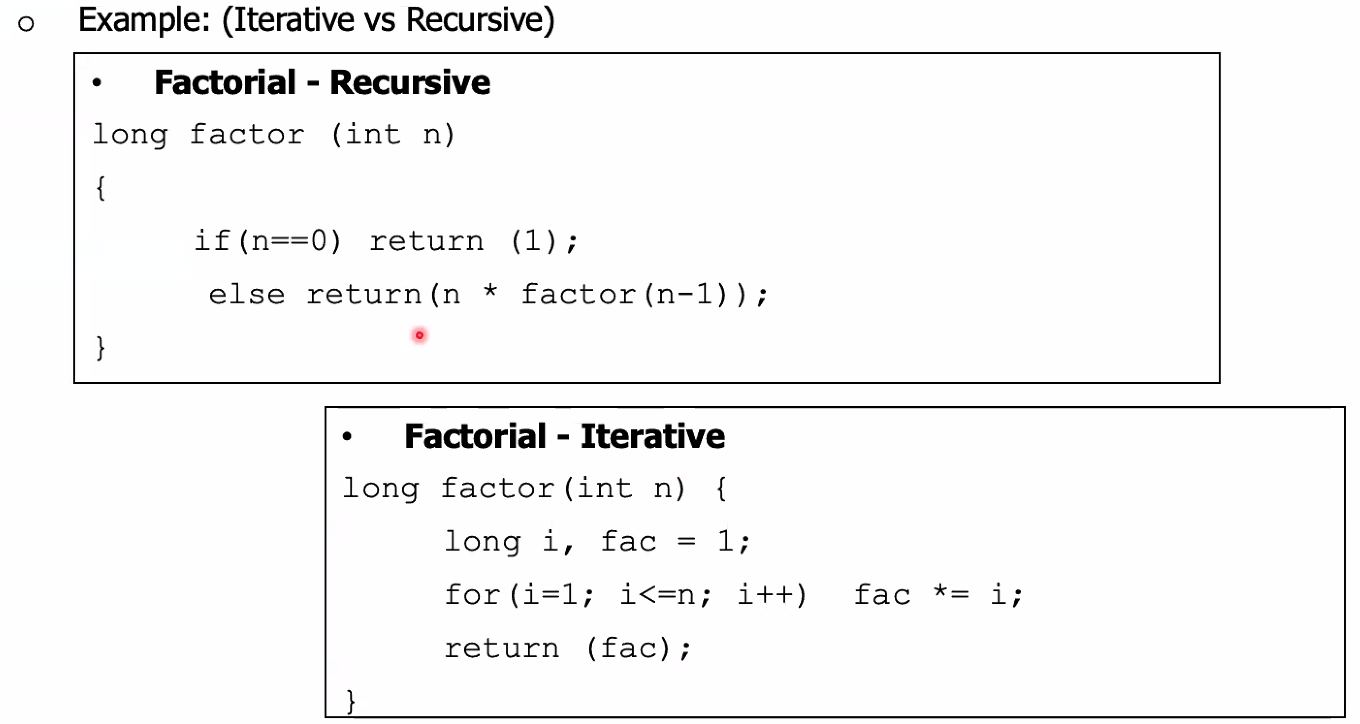 o Example: (Iterative vs Recursive)
• Factorial - Recursive
long factor (int n)
{
if(n==0) return (1);
else return(n * factor(n-1));
}
• Factorial - Iterative
long factor(int n) {
long i, fac = 1;
for(i=1; i<=n; i++) fac *= i;
return (fac);
}